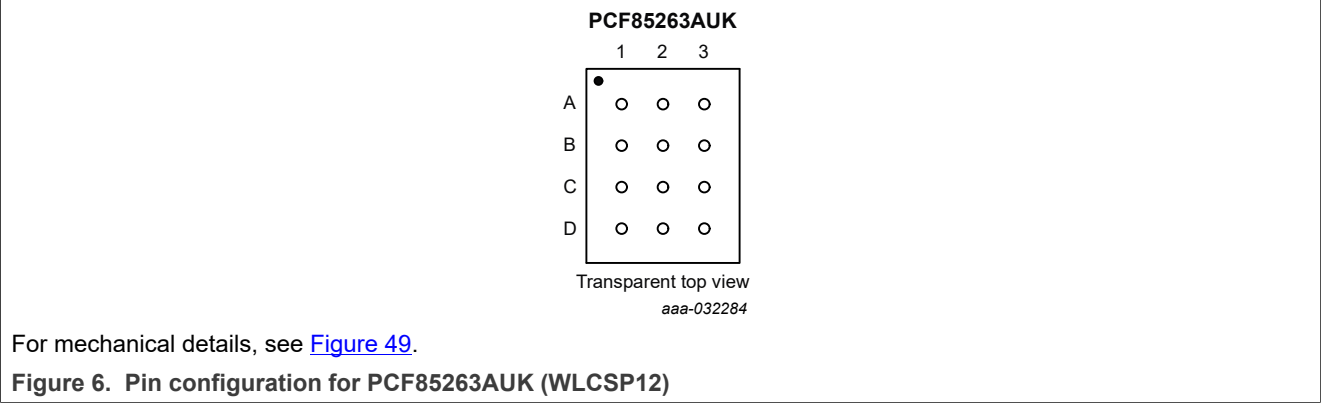 PCF85263AUK
1 2 3
A
B
C
D
Transparent top view
aaa-032284
For mechanical details, see Figure 49.
Figure 6. Pin configuration for PCF85263AUK (WLCSP12)